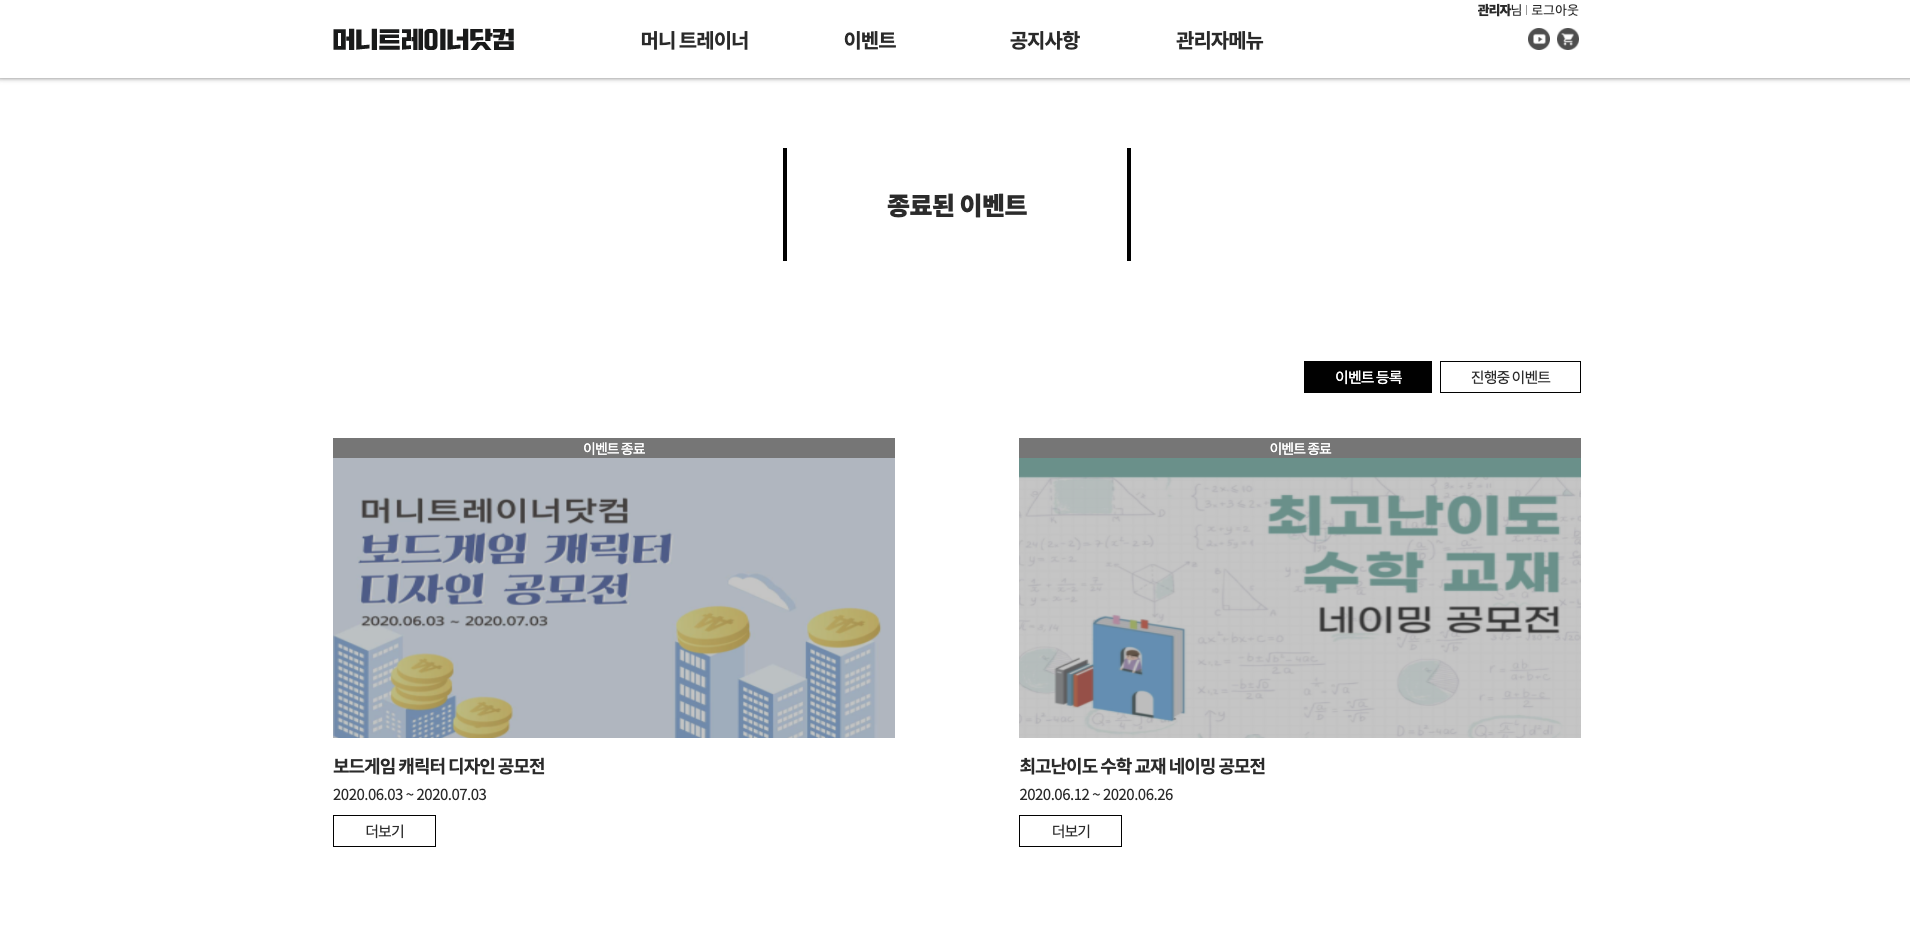 관리자님 | 로그아웃
머니트레이너닷컴
머니 트레이너
이벤트
공지사항
관리자메뉴
종료된 이벤트
이벤트 등록
진행중 이벤트
이벤트 종료
머니트레이너닷컴
보드게임 캐릭터
디자인 공모전
2020.06.03 ~ 2020.07.03
보드게임 캐릭터 디자인 공모전
2020.06.03 ~ 2020.07.03
더보기
이벤트 종료
최고난이도
수학 교재
네이밍 공모전
최고난이도 수학 교재 네이밍 공모전
2020.06.12 ~ 2020.06.26
더보기